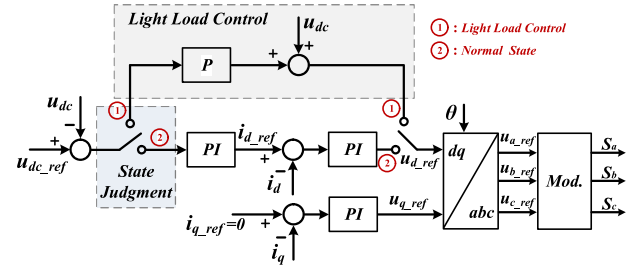 Light Load Control
u_dc
+
+
P
1 : Light Load Control
2 : Normal State
1
1
u_dc
−
+
u_dc_ref
2
State
Judgment
PI
i_d_ref
+
−
i_d
PI
2
u_d_ref
θ
dq
abc
u_a_ref
u_b_ref
u_c_ref
Mod.
S_a
S_b
S_c
i_q_ref=0
+
−
i_q
PI
u_q_ref